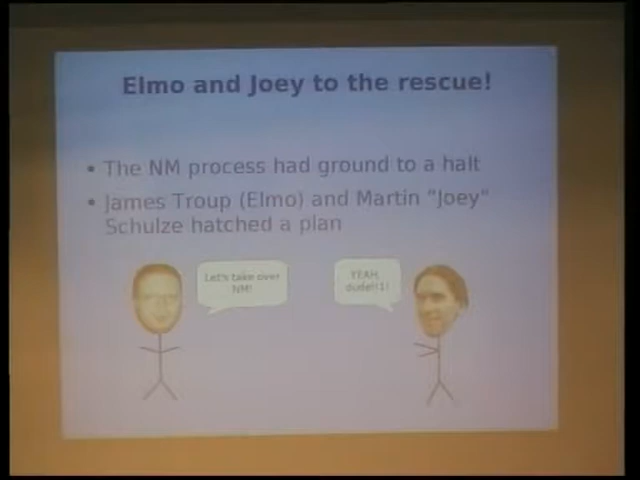 Elmo and Joey to the rescue!
• The NM process had ground to a halt
• James Troup (Elmo) and Martin "Joey"
Schulze hatched a plan
Let's take over
NM!
YEAH,
dude!!1!